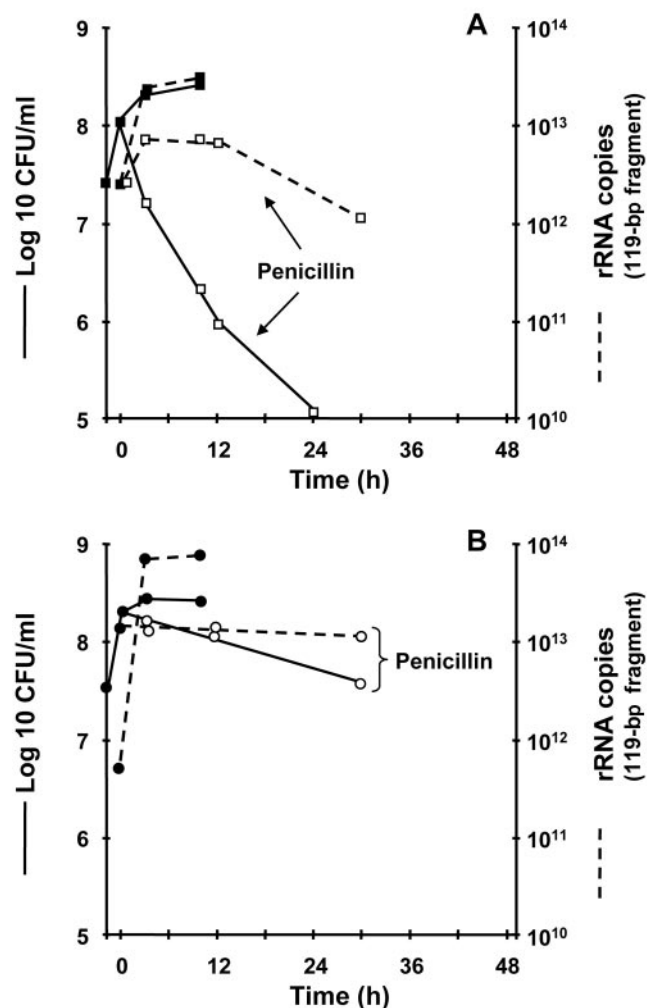 A
9
8
7
6
5
Log 10 CFU/ml
10^14
10^13
10^12
10^11
10^10
rRNA copies
(119-bp fragment)
Penicillin
0 12 24 36 48
Time (h)
B
9
8
7
6
5
Log 10 CFU/ml
10^14
10^13
10^12
10^11
10^10
rRNA copies
(119-bp fragment)
Penicillin
0 12 24 36 48
Time (h)